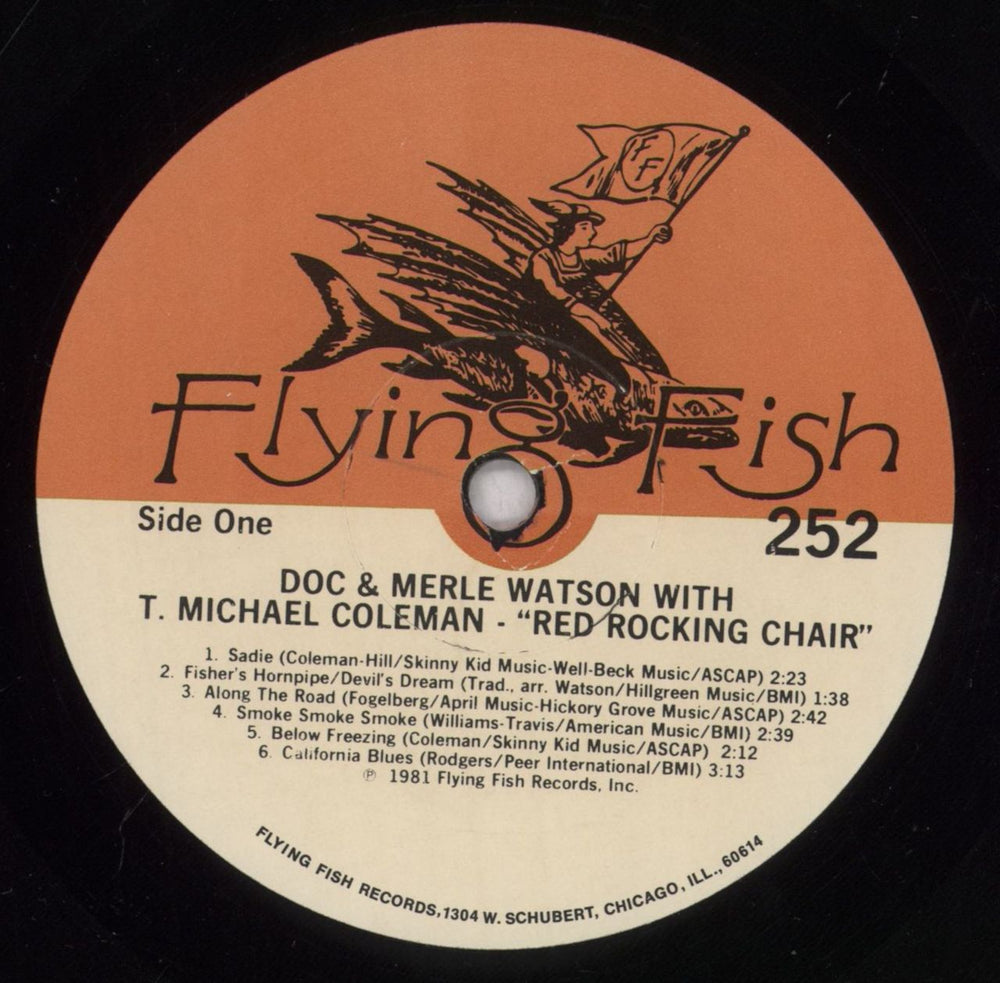 FF
Flying Fish
Side One
252
DOC & MERLE WATSON WITH
T. MICHAEL COLEMAN - “RED ROCKING CHAIR”
1. Sadie (Coleman-Hill/Skinny Kid Music-Well-Beck Music/ASCAP) 2:23
2. Fisher's Hornpipe/Devil's Dream (Trad., arr. Watson/Hillgreen Music/BMI) 1:38
3. Along The Road (Fogelberg/April Music-Hickory Grove Music/ASCAP) 2:42
4. Smoke Smoke Smoke (Williams-Travis/American Music/BMI) 2:39
5. Below Freezing (Coleman/Skinny Kid Music/ASCAP) 2:12
6. California Blues (Rodgers/Peer International/BMI) 3:13
℗ 1981 Flying Fish Records, Inc.
FLYING FISH RECORDS, 1304 W. SCHUBERT, CHICAGO, ILL., 60614